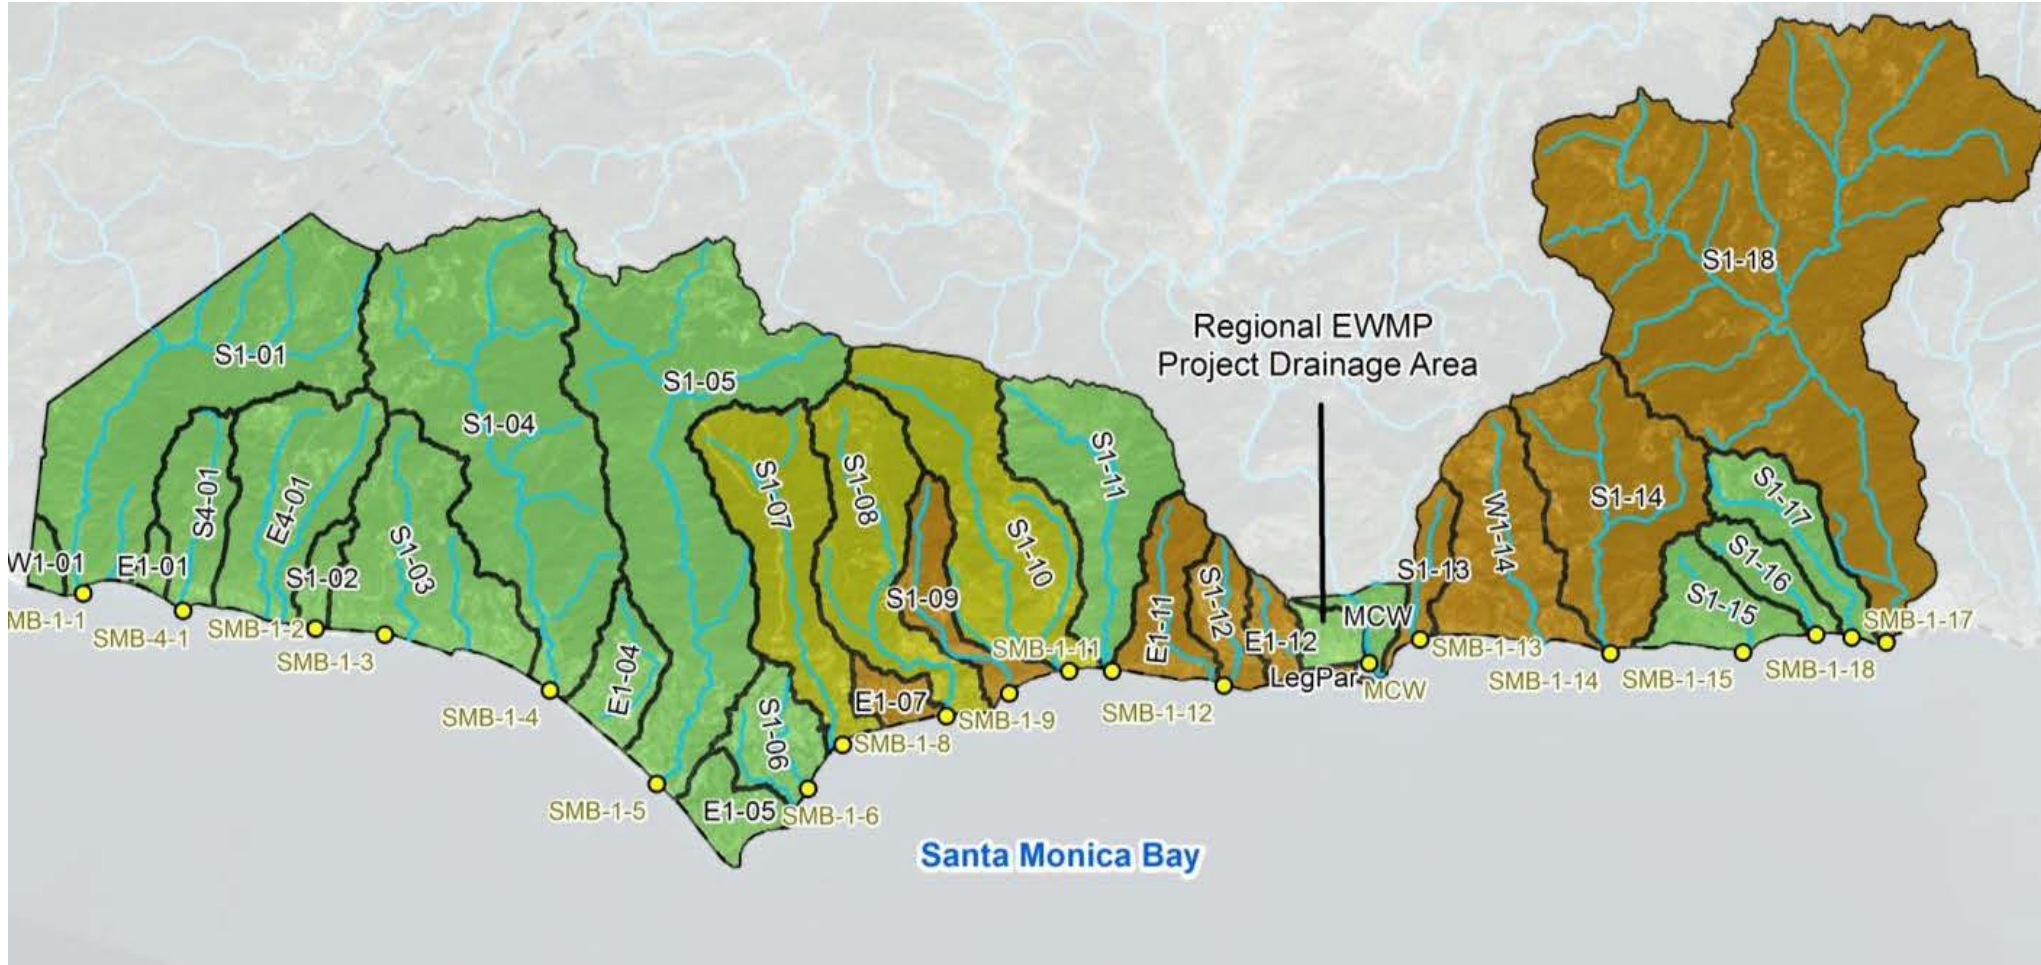 S1-18
Regional EWMP
Project Drainage Area
S1-01
S1-05
S1-04
S1-11
S4-01
E4-01
S1-07
S1-08
S1-10
W1-14
S1-14
S1-17
W1-01
E1-01
S1-02
S1-03
S1-09
E1-11
S1-12
E1-12
MCW
S1-13
S1-16
S1-15
MB-1-1
SMB-4-1
SMB-1-2
SMB-1-3
SMB-1-4
E1-04
SMB-1-5
S1-06
E1-05
SMB-1-6
E1-07
SMB-1-8
SMB-1-9
SMB-1-11
SMB-1-12
LegPar
MCW
SMB-1-13
SMB-1-14
SMB-1-15
SMB-1-18
SMB-1-17
Santa Monica Bay